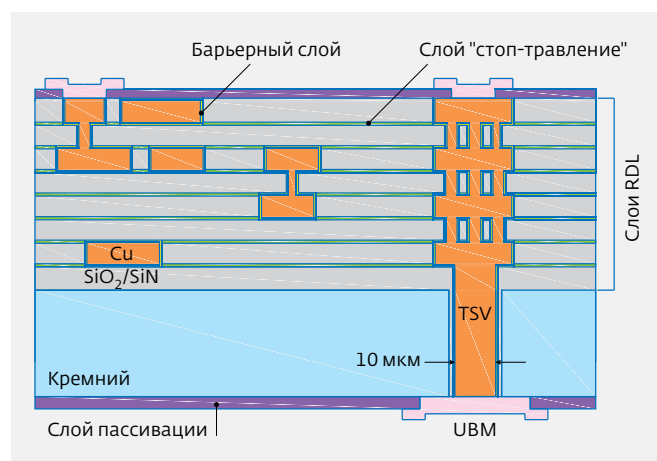 Барьерный слой
Слой "стоп-травление"
Слои RDL
Cu
SiO₂/SiN
TSV
10 мкм
Кремний
Слой пассивации
UBM